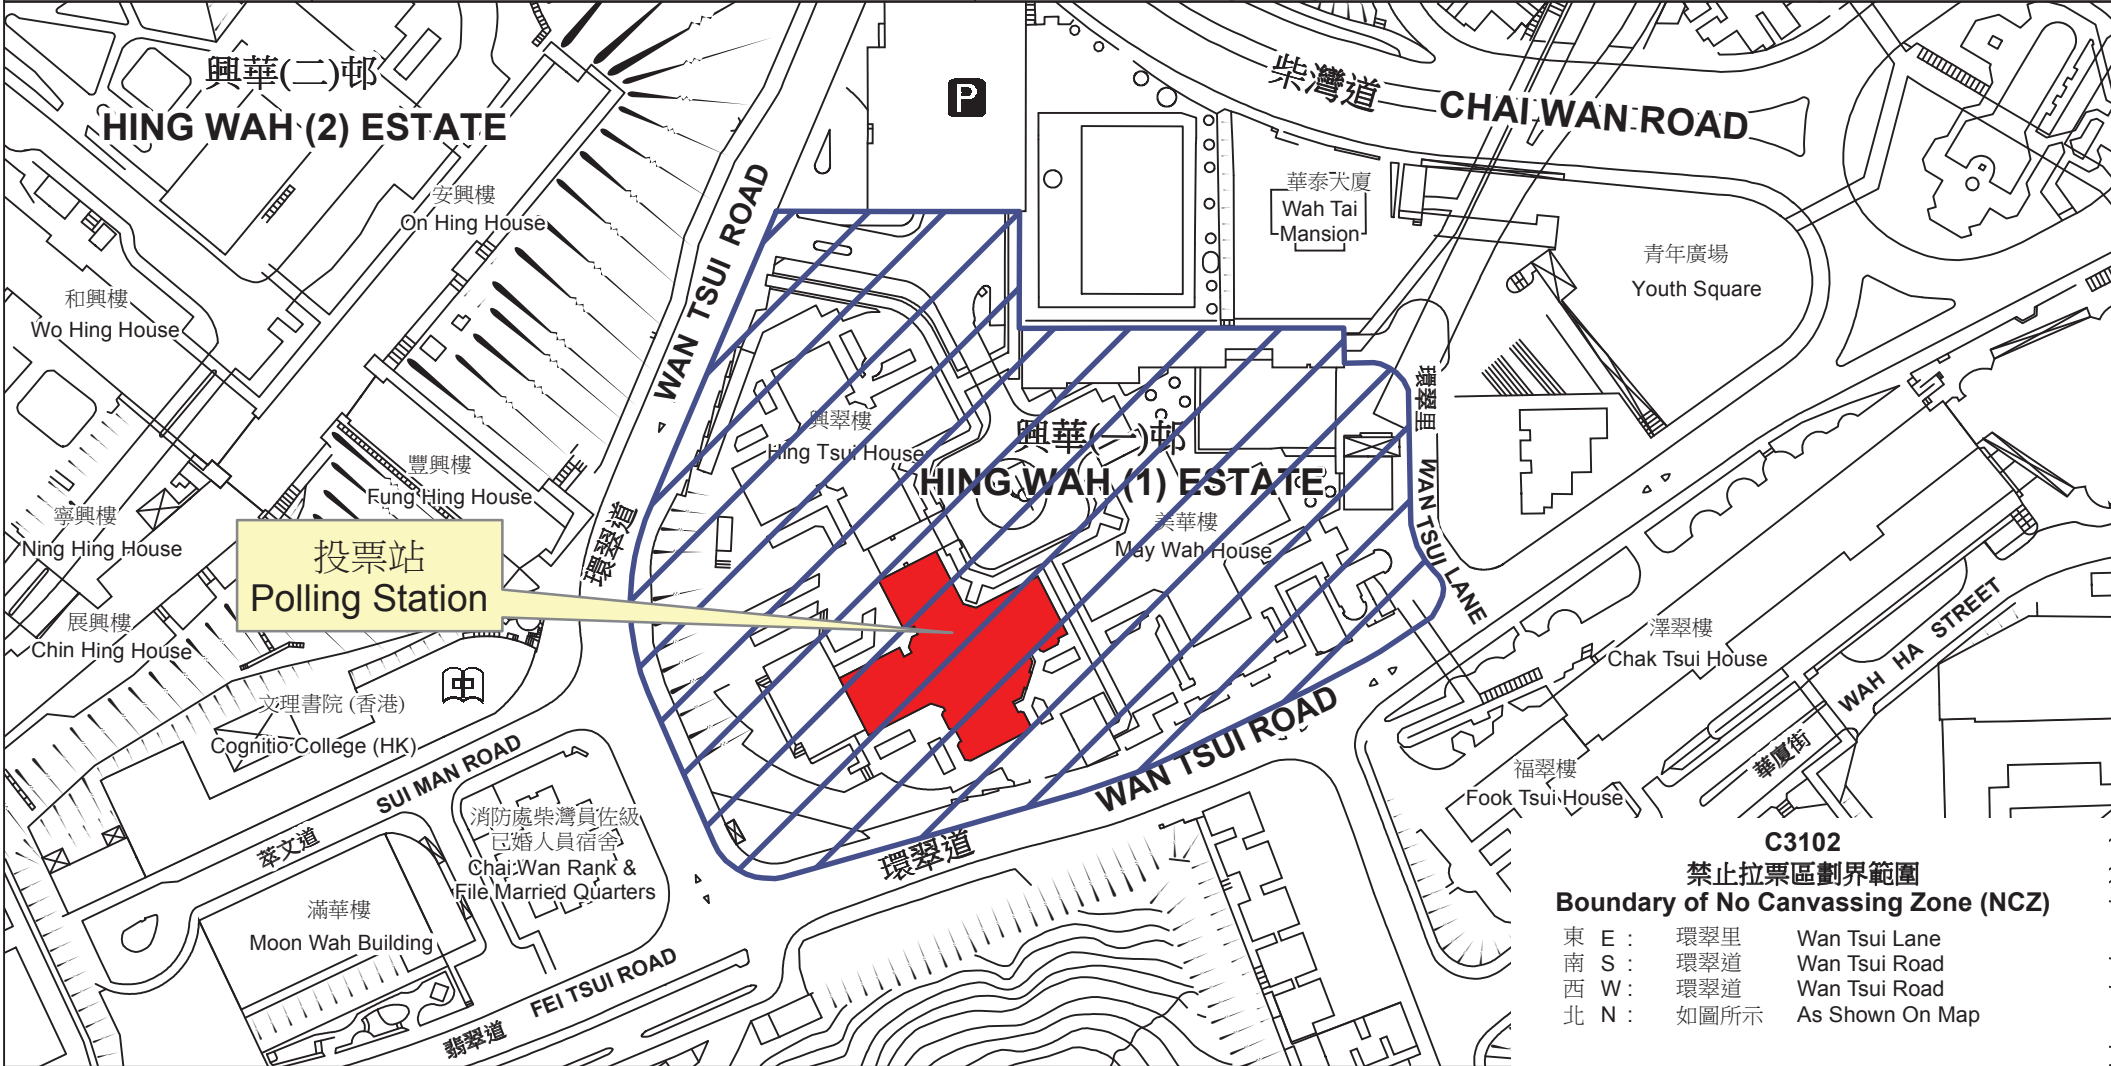 興華(二)邨
HING WAH (2) ESTATE
安興樓
On Hing House
和興樓
Wo Hing House
豐興樓
Fung Hing House
寧興樓
Ning Hing House
展興樓
Chin Hing House
投票站
Polling Station
文理書院 (香港)
Cognitio College (HK)
中
SUI MAN ROAD
萃文道
消防處柴灣員佐級
已婚人員宿舍
Chai Wan Rank &
File Married Quarters
滿華樓
Moon Wah Building
翡翠道
FEI TSUI ROAD
WAN TSUI ROAD
環翠道
P
柴灣道
CHAI WAN ROAD
華泰大廈
Wah Tai
Mansion
青年廣場
Youth Square
興翠樓
Hing Tsui House
興華(一)邨
HING WAH (1) ESTATE
美華樓
May Wah House
環翠里
WAN TSUI LANE
WAN TSUI ROAD
環翠道
澤翠樓
Chak Tsui House
WAH HA STREET
華廈街
福翠樓
Fook Tsui House
C3102
禁止拉票區劃界範圍
Boundary of No Canvassing Zone (NCZ)
東 E : 環翠里 Wan Tsui Lane
南 S : 環翠道 Wan Tsui Road
西 W : 環翠道 Wan Tsui Road
北 N : 如圖所示 As Shown On Map